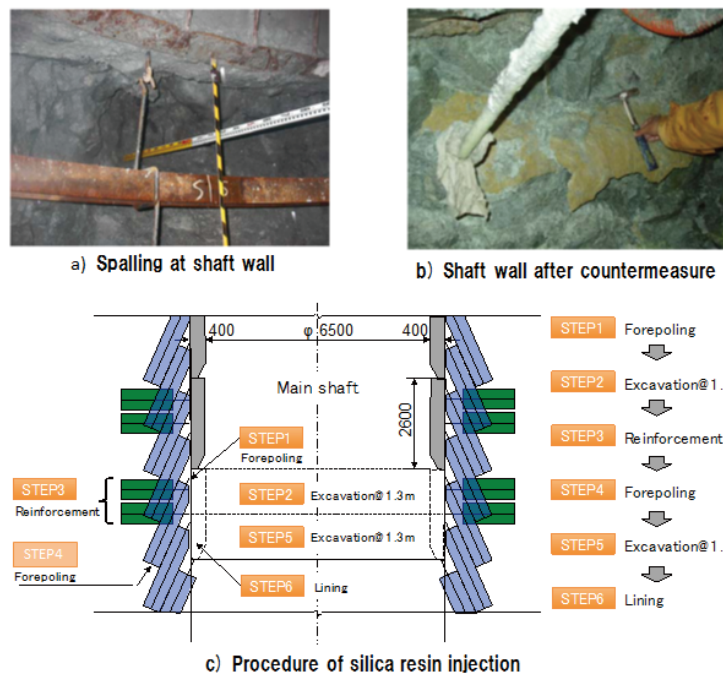 S16
a) Spalling at shaft wall
b) Shaft wall after countermeasure
400
φ 6500
400
Main shaft
2600
STEP1
Forepoling
STEP3
Reinforcement
STEP2 Excavation@1.3m
STEP4
Forepoling
STEP5 Excavation@1.3m
STEP6 Lining
STEP1 Forepoling
STEP2 Excavation@1.
STEP3 Reinforcement
STEP4 Forepoling
STEP5 Excavation@1.
STEP6 Lining
c) Procedure of silica resin injection